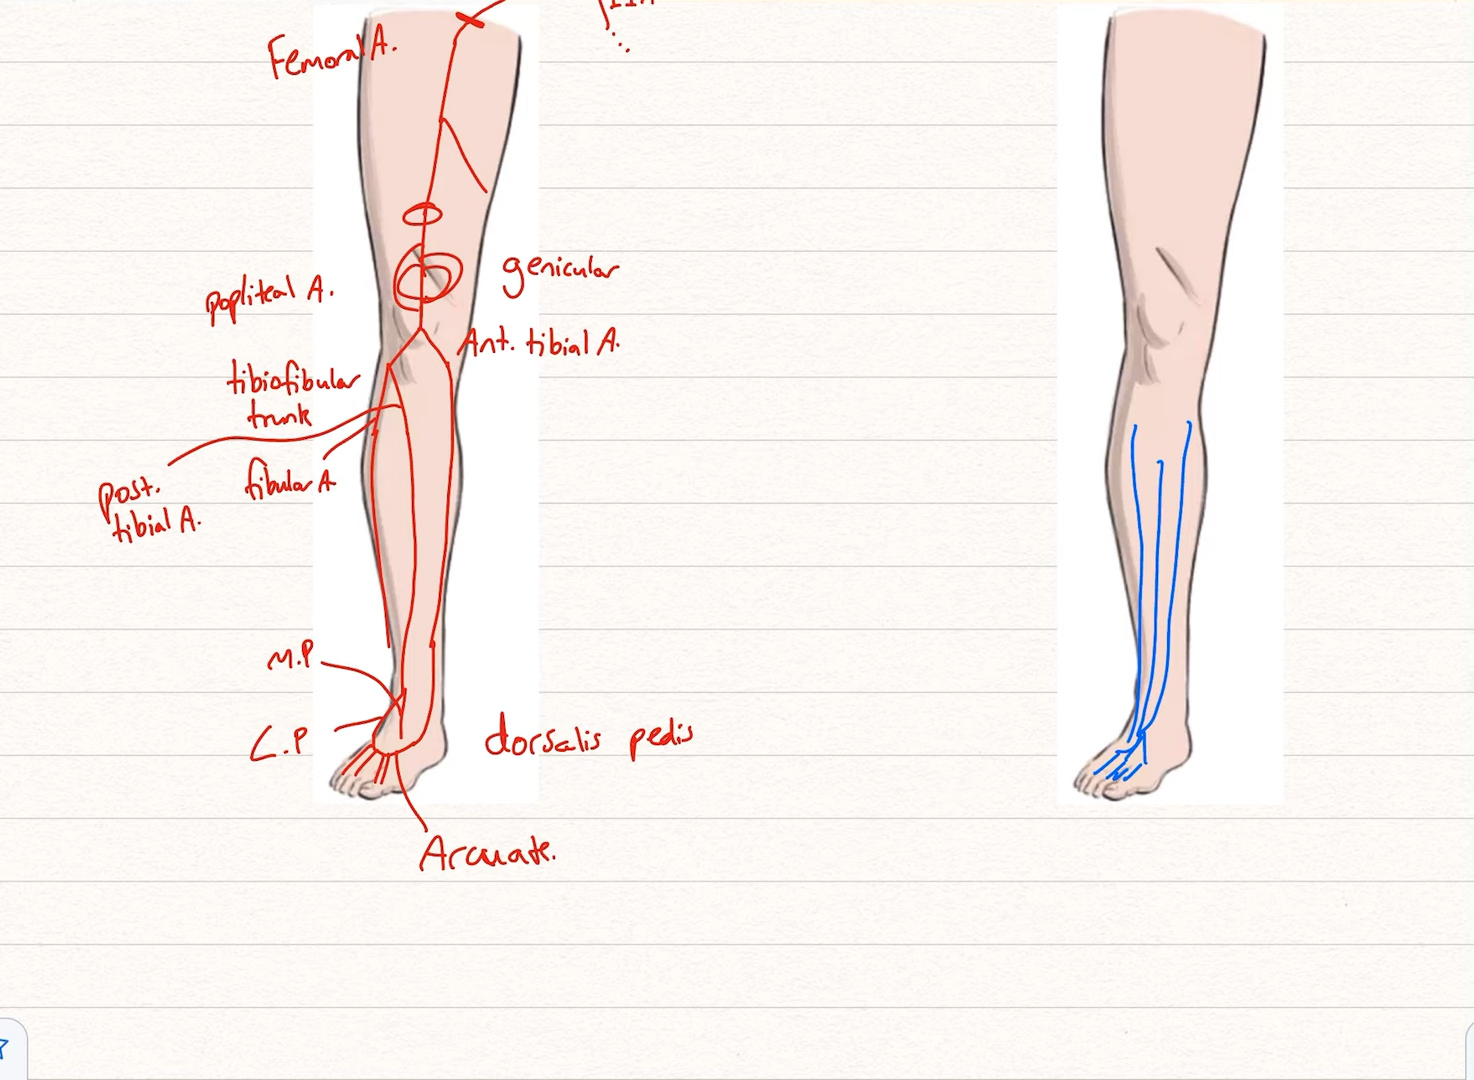 Femoral A.
popliteal A.
genicular
Ant. tibial A.
tibiofibular
trunk
fibular A
post.
tibial A.
M.P
L.P
dorsalis pedis
Arcuate.